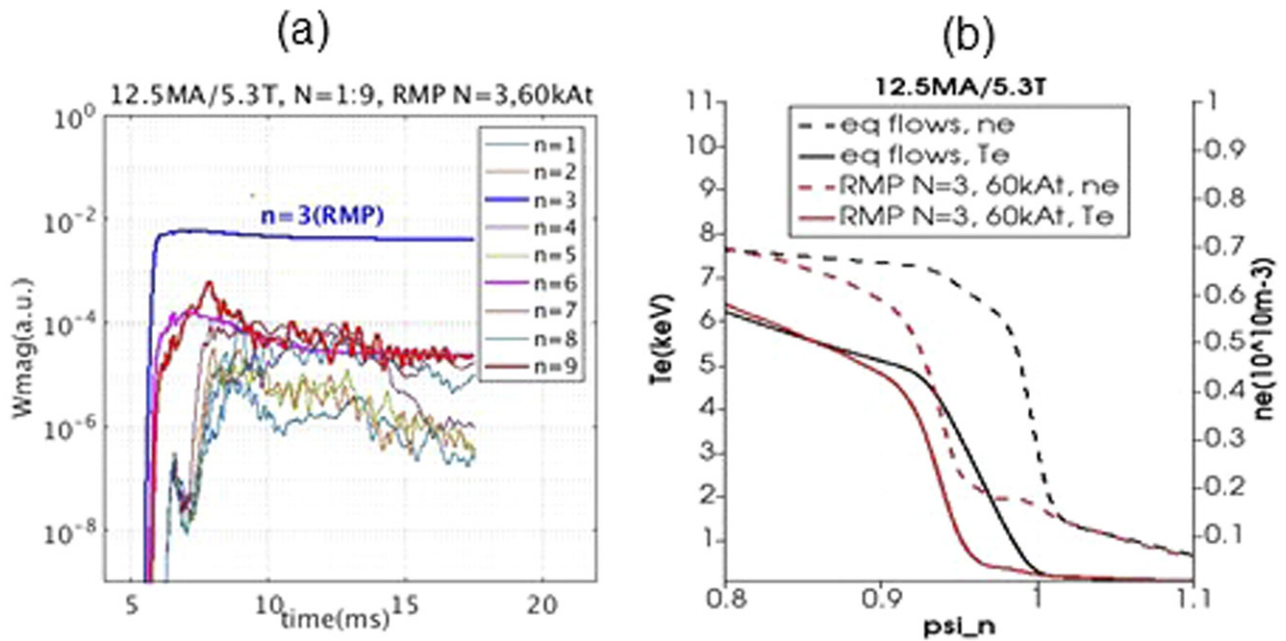 (a)
12.5MA/5.3T, N=1:9, RMP N=3,60kAt
10^0
10^-2
10^-4
10^-6
10^-8
Wmag(a.u.)
n=3(RMP)
n=1
n=2
n=3
n=4
n=5
n=6
n=7
n=8
n=9
5
10
15
20
time(ms)
(b)
12.5MA/5.3T
11
10
9
8
7
6
5
4
3
2
1
Te(keV)
eq flows, ne
eq flows, Te
RMP N=3, 60kAt, ne
RMP N=3, 60kAt, Te
1
0.9
0.8
0.7
0.6
0.5
0.4
0.3
0.2
0.1
ne(10^10m-3)
0.8
0.9
1
1.1
psi_n